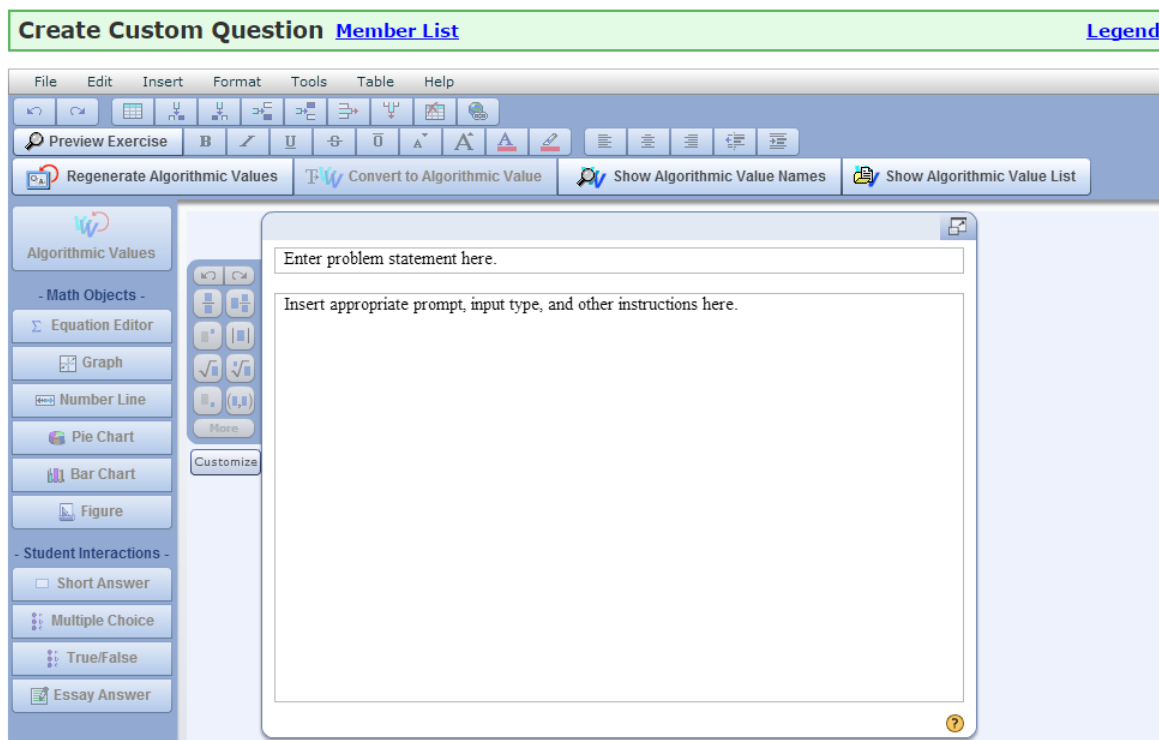 Create Custom Question Member List Legend
File Edit Insert Format Tools Table Help
Preview Exercise B I U S 0 A A A
Regenerate Algorithmic Values Convert to Algorithmic Value Show Algorithmic Value Names Show Algorithmic Value List
Algorithmic Values
- Math Objects -
Σ Equation Editor
Graph
Number Line
Pie Chart
Bar Chart
Figure
- Student Interactions -
Short Answer
Multiple Choice
True/False
Essay Answer
More
Customize
Enter problem statement here.
Insert appropriate prompt, input type, and other instructions here.
?